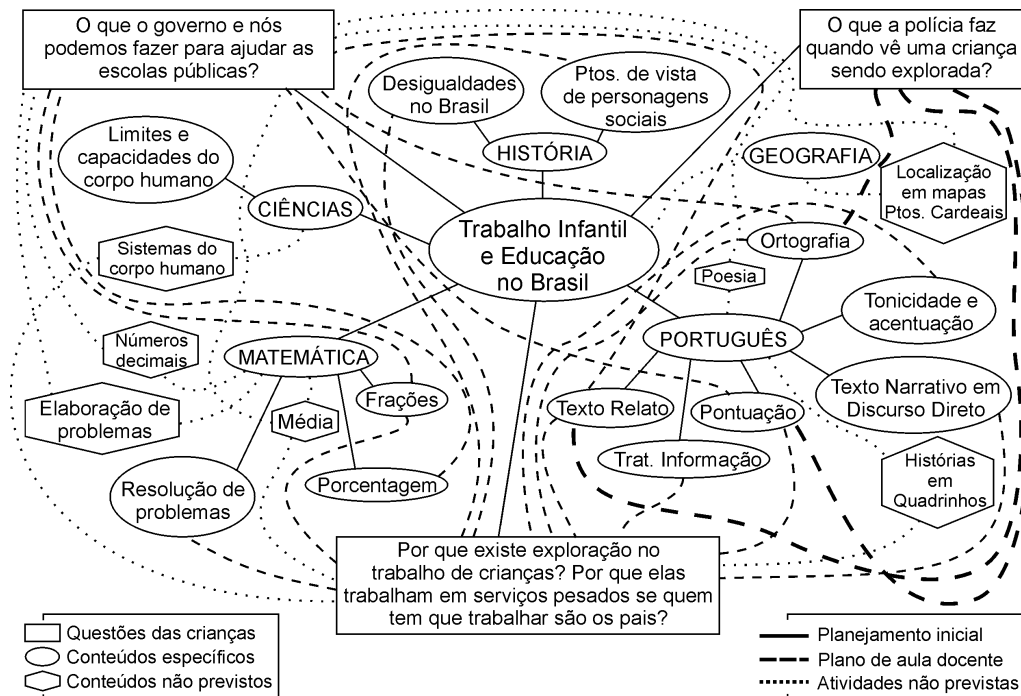 O que o governo e nós
podemos fazer para ajudar as
escolas públicas?
O que a polícia faz
quando vê uma criança
sendo explorada?
Desigualdades
no Brasil
Ptos. de vista
de personagens
sociais
HISTÓRIA
Limites e
capacidades do
corpo humano
CIÊNCIAS
Sistemas do
corpo humano
GEOGRAFIA
Localização
em mapas
Ptos. Cardeais
Trabalho Infantil
e Educação
no Brasil
Ortografia
Poesia
Tonicidade e
acentuação
PORTUGUÊS
Números
decimais
MATEMÁTICA
Frações
Elaboração de
problemas
Média
Texto Relato
Pontuação
Texto Narrativo em
Discurso Direto
Resolução de
problemas
Porcentagem
Trat. Informação
Histórias
em
Quadrinhos
Por que existe exploração no
trabalho de crianças? Por que elas
trabalham em serviços pesados se quem
tem que trabalhar são os pais?
Questões das crianças
Conteúdos específicos
Conteúdos não previstos
Planejamento inicial
Plano de aula docente
Atividades não previstas